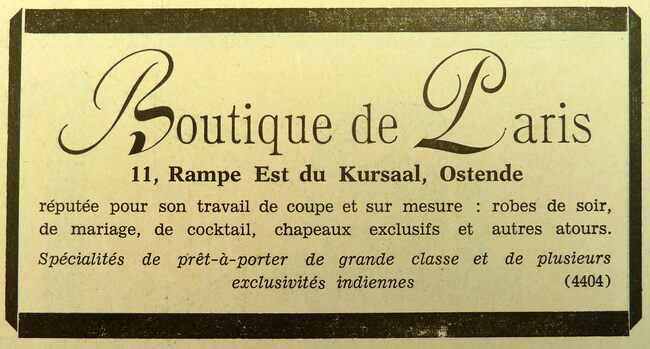 Boutique de Paris
11, Rampe Est du Kursaal, Ostende
réputée pour son travail de coupe et sur mesure : robes de soir,
de mariage, de cocktail, chapeaux exclusifs et autres atours.
Spécialités de prêt-à-porter de grande classe et de plusieurs
exclusivités indiennes (4404)